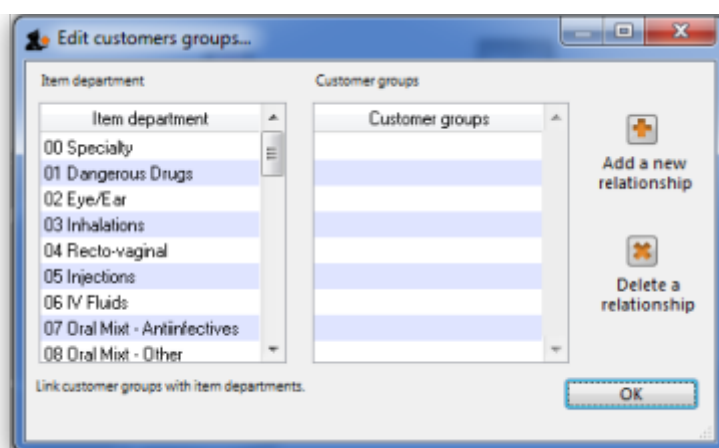 Edit customers groups...
Item department
Customer groups
Item department
Customer groups
00 Specialty
01 Dangerous Drugs
02 Eye/Ear
03 Inhalations
04 Recto-vaginal
05 Injections
06 IV Fluids
07 Oral Mixt - Antiinfectives
08 Oral Mixt - Other
Add a new
relationship
Delete a
relationship
Link customer groups with item departments.
OK